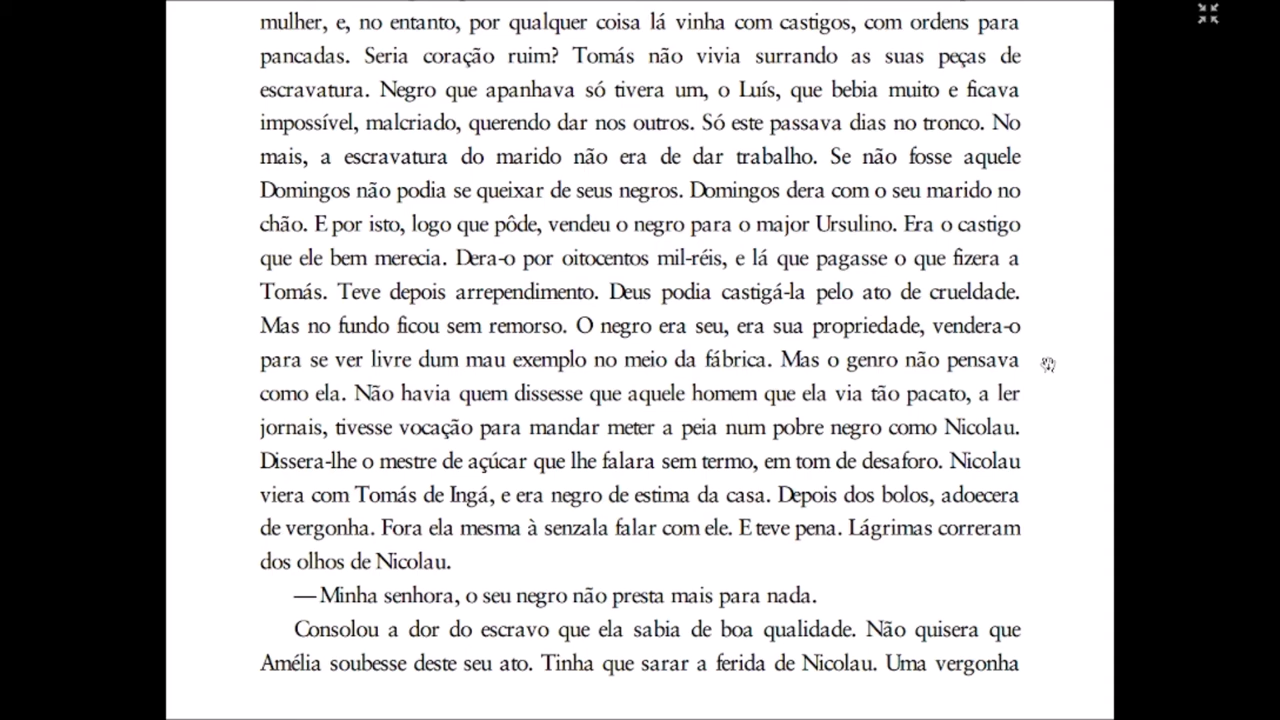 mulher, e, no entanto, por qualquer coisa lá vinha com castigos, com ordens para
pancadas. Seria coração ruim? Tomás não vivia surrando as suas peças de
escravatura. Negro que apanhava só tivera um, o Luís, que bebia muito e ficava
impossível, malcriado, querendo dar nos outros. Só este passava dias no tronco. No
mais, a escravatura do marido não era de dar trabalho. Se não fosse aquele
Domingos não podia se queixar de seus negros. Domingos dera com o seu marido no
chão. E por isto, logo que pôde, vendeu o negro para o major Ursulino. Era o castigo
que ele bem merecia. Dera-o por oitocentos mil-réis, e lá que pagasse o que fizera a
Tomás. Teve depois arrependimento. Deus podia castigá-la pelo ato de crueldade.
Mas no fundo ficou sem remorso. O negro era seu, era sua propriedade, vendera-o
para se ver livre dum mau exemplo no meio da fábrica. Mas o genro não pensava
como ela. Não havia quem dissesse que aquele homem que ela via tão pacato, a ler
jornais, tivesse vocação para mandar meter a peia num pobre negro como Nicolau.
Dissera-lhe o mestre de açúcar que lhe falara sem termo, em tom de desaforo. Nicolau
viera com Tomás de Ingá, e era negro de estima da casa. Depois dos bolos, adoecera
de vergonha. Fora ela mesma à senzala falar com ele. E teve pena. Lágrimas correram
dos olhos de Nicolau.
— Minha senhora, o seu negro não presta mais para nada.
Consolou a dor do escravo que ela sabia de boa qualidade. Não quisera que
Amélia soubesse deste seu ato. Tinha que sarar a ferida de Nicolau. Uma vergonha